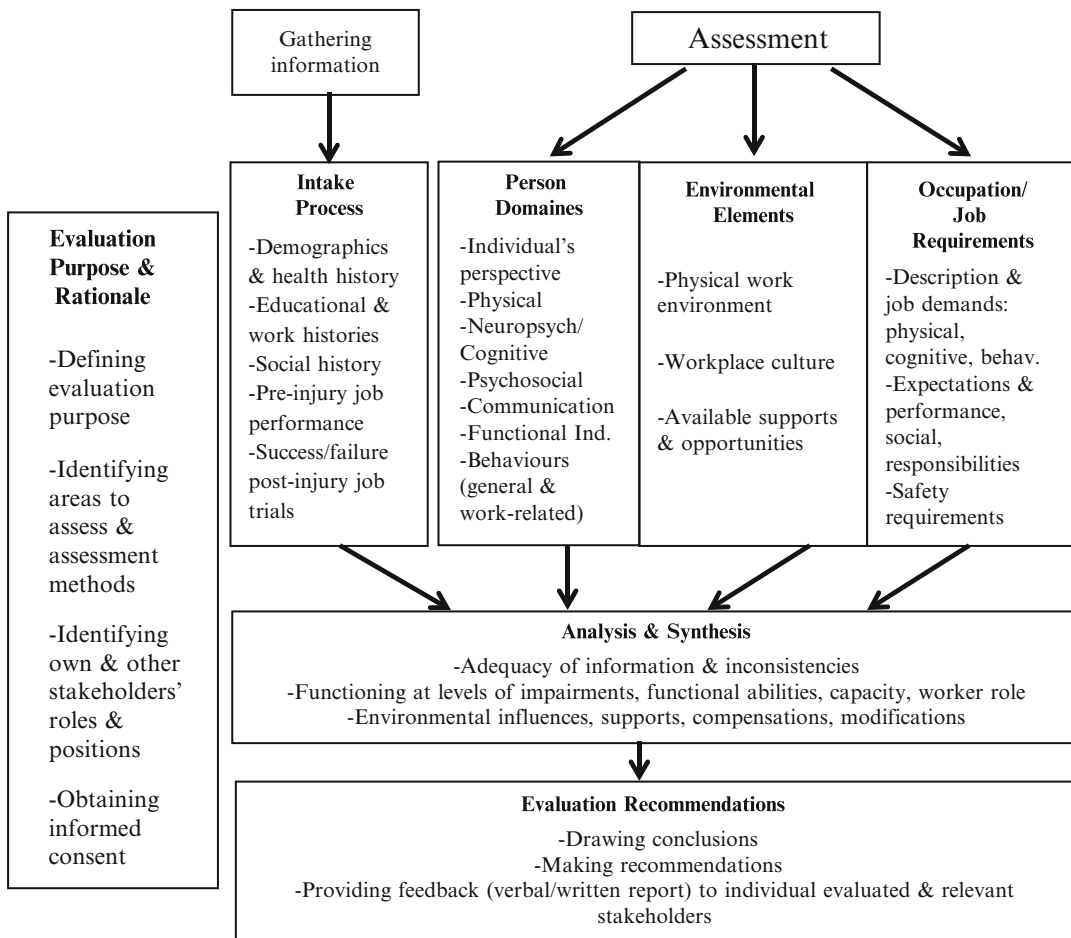 Gathering
information
Assessment
Evaluation
Purpose &
Rationale
-Defining
evaluation
purpose
-Identifying
areas to
assess &
assessment
methods
-Identifying
own & other
stakeholders’
roles &
positions
-Obtaining
informed
consent
Intake
Process
-Demographics
& health history
-Educational &
work histories
-Social history
-Pre-injury job
performance
-Success/failure
post-injury job
trials
Person
Domaines
-Individual’s
perspective
-Physical
-Neuropsych/
Cognitive
-Psychosocial
-Communication
-Functional Ind.
-Behaviours
(general &
work-related)
Environmental
Elements
-Physical work
environment
-Workplace culture
-Available supports
& opportunities
Occupation/
Job
Requirements
-Description &
job demands:
physical,
cognitive, behav.
-Expectations &
performance,
social,
responsibilities
-Safety
requirements
Analysis & Synthesis
-Adequacy of information & inconsistencies
-Functioning at levels of impairments, functional abilities, capacity, worker role
-Environmental influences, supports, compensations, modifications
Evaluation Recommendations
-Drawing conclusions
-Making recommendations
-Providing feedback (verbal/written report) to individual evaluated & relevant
stakeholders